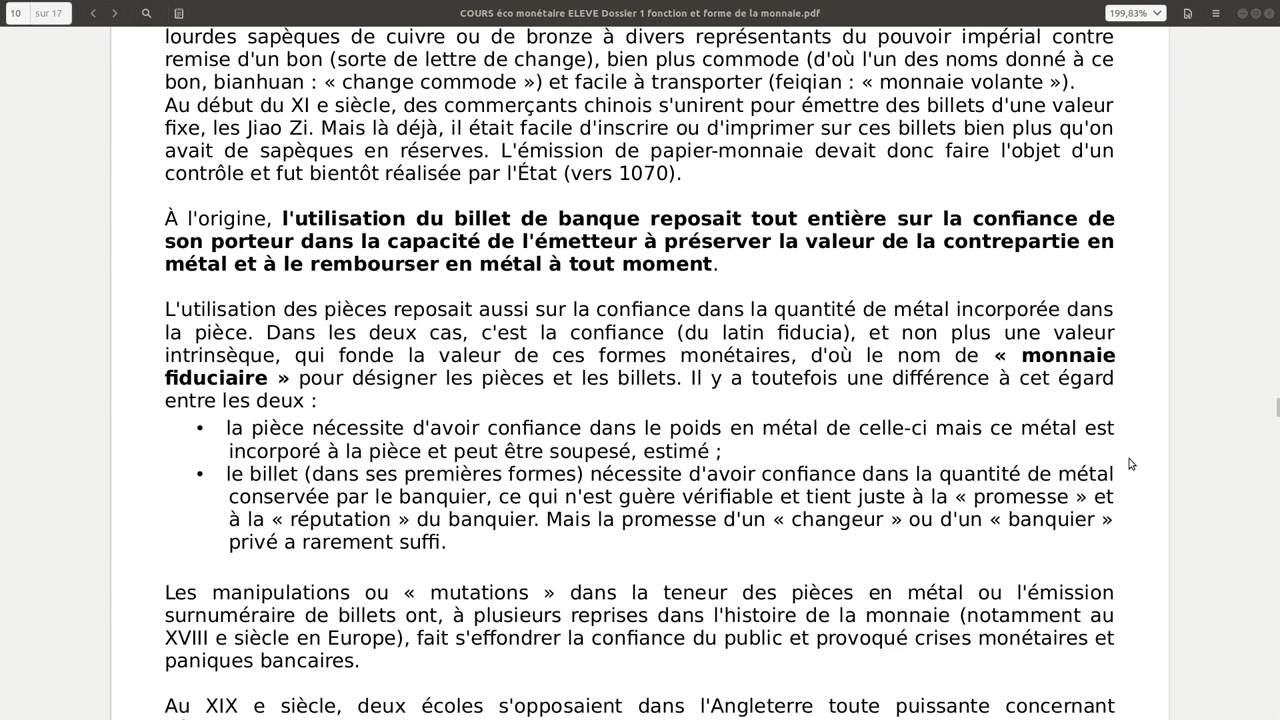 10 sur 17
COURS éco monétaire ELEVE Dossier 1 fonction et forme de la monnaie.pdf
199,83%
lourdes sapèques de cuivre ou de bronze à divers représentants du pouvoir impérial contre
remise d'un bon (sorte de lettre de change), bien plus commode (d'où l'un des noms donné à ce
bon, bianhuan : « change commode ») et facile à transporter (feiqian : « monnaie volante »).
Au début du XI e siècle, des commerçants chinois s'unirent pour émettre des billets d'une valeur
fixe, les Jiao Zi. Mais là déjà, il était facile d'inscrire ou d'imprimer sur ces billets bien plus qu'on
avait de sapèques en réserves. L'émission de papier-monnaie devait donc faire l'objet d'un
contrôle et fut bientôt réalisée par l'État (vers 1070).
À l'origine, l'utilisation du billet de banque reposait tout entière sur la confiance de
son porteur dans la capacité de l'émetteur à préserver la valeur de la contrepartie en
métal et à le rembourser en métal à tout moment.
L'utilisation des pièces reposait aussi sur la confiance dans la quantité de métal incorporée dans
la pièce. Dans les deux cas, c'est la confiance (du latin fiducia), et non plus une valeur
intrinsèque, qui fonde la valeur de ces formes monétaires, d'où le nom de « monnaie
fiduciaire » pour désigner les pièces et les billets. Il y a toutefois une différence à cet égard
entre les deux :
• la pièce nécessite d'avoir confiance dans le poids en métal de celle-ci mais ce métal est
incorporé à la pièce et peut être soupesé, estimé ;
• le billet (dans ses premières formes) nécessite d'avoir confiance dans la quantité de métal
conservée par le banquier, ce qui n'est guère vérifiable et tient juste à la « promesse » et
à la « réputation » du banquier. Mais la promesse d'un « changeur » ou d'un « banquier »
privé a rarement suffi.
Les manipulations ou « mutations » dans la teneur des pièces en métal ou l'émission
surnuméraire de billets ont, à plusieurs reprises dans l'histoire de la monnaie (notamment au
XVIII e siècle en Europe), fait s'effondrer la confiance du public et provoqué crises monétaires et
paniques bancaires.
Au XIX e siècle, deux écoles s'opposaient dans l'Angleterre toute puissante concernant